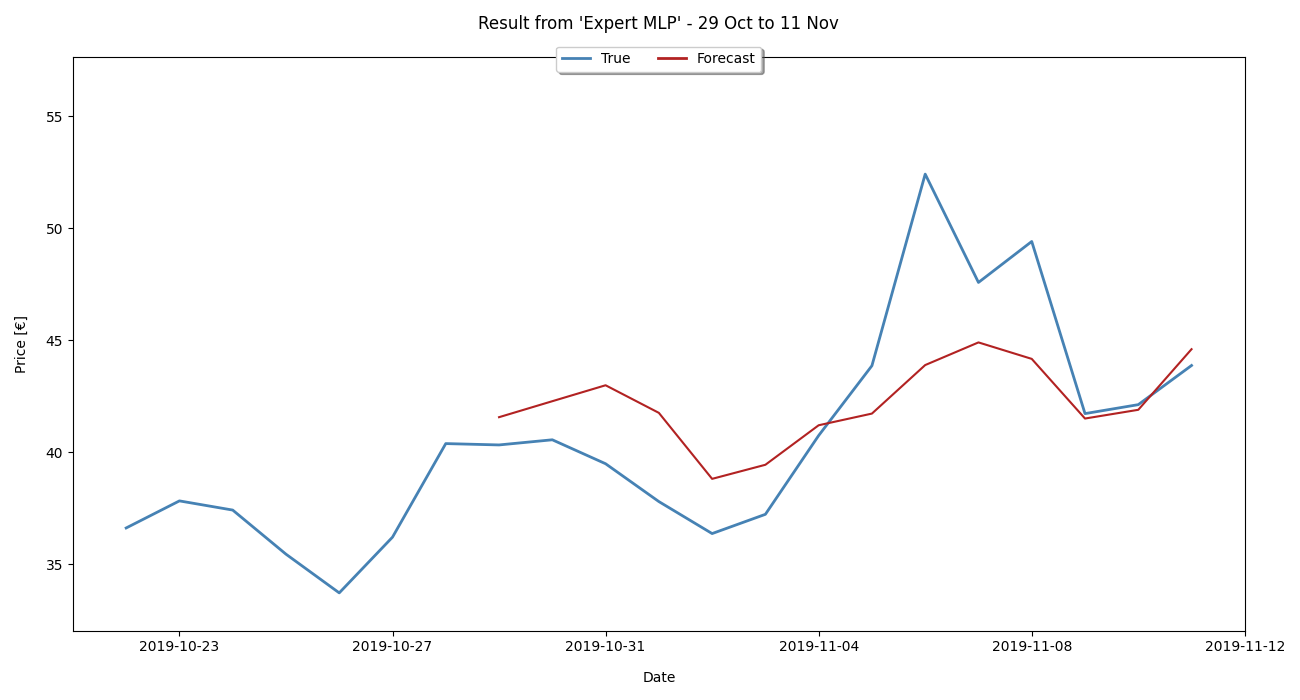 Result from 'Expert MLP' - 29 Oct to 11 Nov
True Forecast
55
50
45
40
35
Price [€]
2019-10-23 2019-10-27 2019-10-31 2019-11-04 2019-11-08 2019-11-12
Date